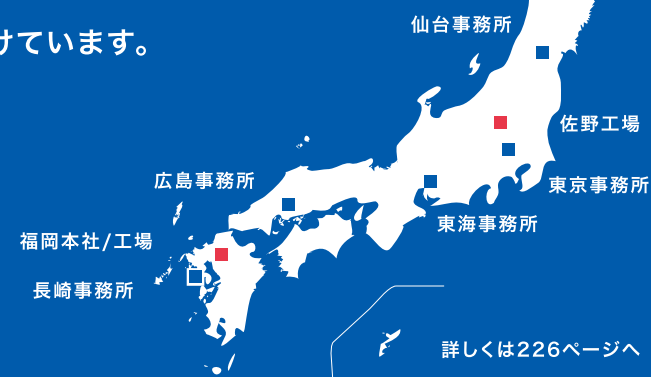 仙台事務所
けています。
佐野工場
広島事務所
東京事務所
東海事務所
福岡本社/工場
長崎事務所
詳しくは226ページへ